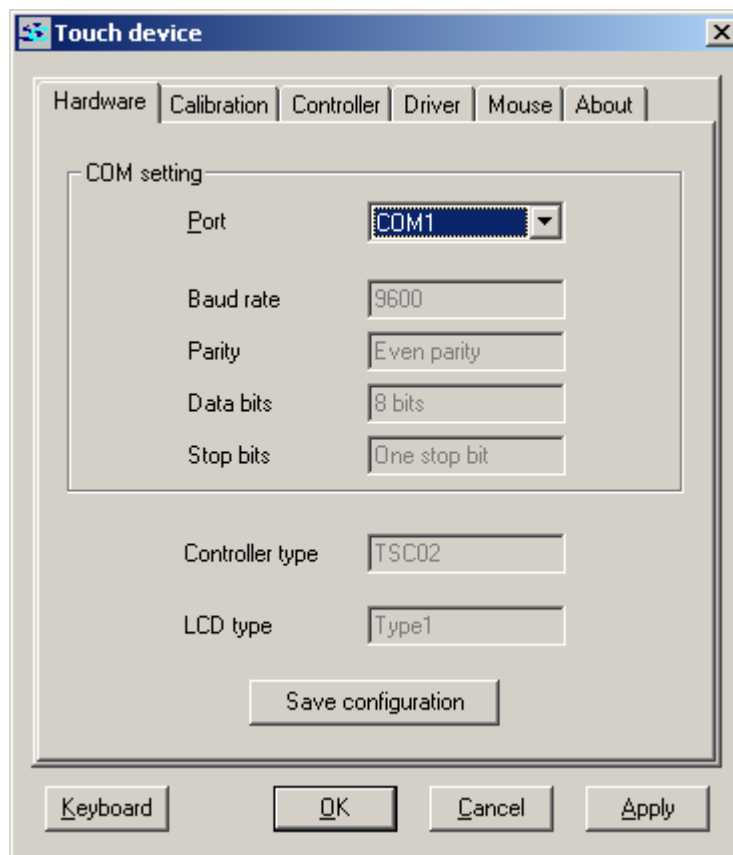 Touch device
Hardware Calibration Controller Driver Mouse About
COM setting
Port COM1
Baud rate 9600
Parity Even parity
Data bits 8 bits
Stop bits One stop bit
Controller type TSC02
LCD type Type1
Save configuration
Keyboard OK Cancel Apply